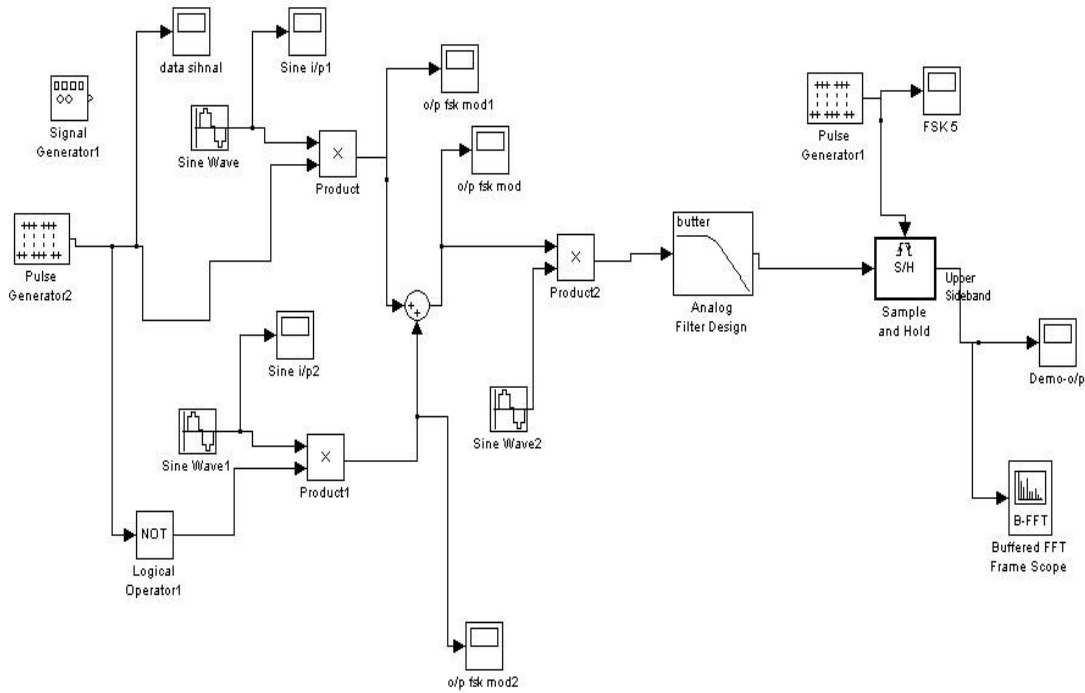 data sihnal
Sine i/p1
o/p fsk mod1
Signal
Generator1
Sine Wave
X
Product
o/p fsk mod
Pulse
Generator1
FSK 5
Pulse
Generator2
+
+
X
Product2
butter
Analog
Filter Design
S/H
Sample
and Hold
Upper
Sideband
Sine i/p2
Demo-o/p
Sine Wave1
X
Product1
Sine Wave2
NOT
Logical
Operator1
B-FFT
Buffered FFT
Frame Scope
o/p fsk mod2